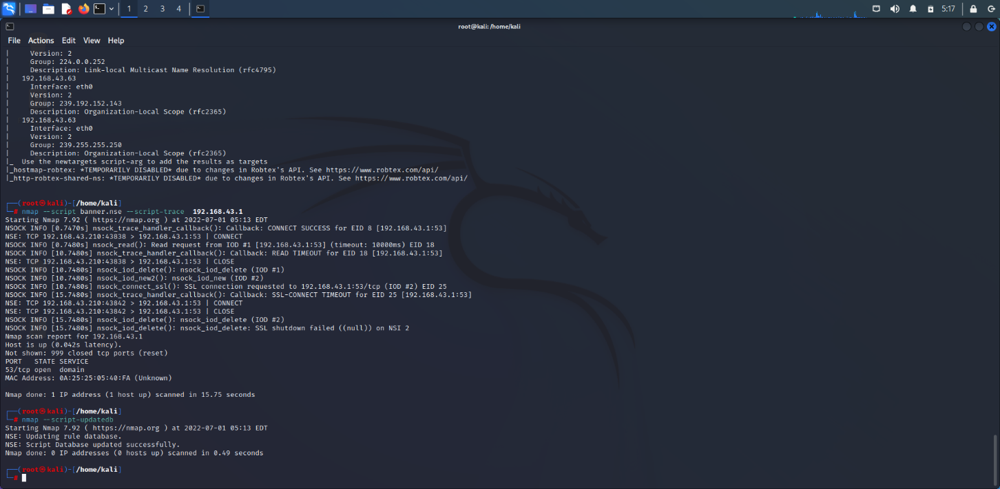 1 2 3 4 5:17
root@kali: /home/kali
File Actions Edit View Help
| Version: 2
| Group: 224.0.0.252
| Description: Link-local Multicast Name Resolution (rfc4795)
| 192.168.43.63
| Interface: eth0
| Version: 2
| Group: 239.192.152.143
| Description: Organization-Local Scope (rfc2365)
| 192.168.43.63
| Interface: eth0
| Version: 2
| Group: 239.255.255.250
| Description: Organization-Local Scope (rfc2365)
|_ Use the newtargets script-arg to add the results as targets
|_hostmap-robtex: *TEMPORARILY DISABLED* due to changes in Robtex's API. See https://www.robtex.com/api/
|_http-robtex-shared-ns: *TEMPORARILY DISABLED* due to changes in Robtex's API. See https://www.robtex.com/api/
┌──(root㉿kali)-[/home/kali]
└─# nmap --script banner.nse --script-trace 192.168.43.1
Starting Nmap 7.92 ( https://nmap.org ) at 2022-07-01 05:13 EDT
NSOCK INFO [0.7470s] nsock_trace_handler_callback(): Callback: CONNECT SUCCESS for EID 8 [192.168.43.1:53]
NSE: TCP 192.168.43.210:43838 > 192.168.43.1:53 | CONNECT
NSOCK INFO [0.7480s] nsock_read(): Read request from IOD #1 [192.168.43.1:53] (timeout: 10000ms) EID 18
NSOCK INFO [10.7480s] nsock_trace_handler_callback(): Callback: READ TIMEOUT for EID 18 [192.168.43.1:53]
NSE: TCP 192.168.43.210:43838 > 192.168.43.1:53 | CLOSE
NSOCK INFO [10.7480s] nsock_iod_delete(): nsock_iod_delete (IOD #1)
NSOCK INFO [10.7480s] nsock_iod_new2(): nsock_iod_new (IOD #2)
NSOCK INFO [10.7480s] nsock_connect_ssl(): SSL connection requested to 192.168.43.1:53/tcp (IOD #2) EID 25
NSOCK INFO [15.7480s] nsock_trace_handler_callback(): Callback: SSL-CONNECT TIMEOUT for EID 25 [192.168.43.1:53]
NSE: TCP 192.168.43.210:43842 > 192.168.43.1:53 | CONNECT
NSE: TCP 192.168.43.210:43842 > 192.168.43.1:53 | CLOSE
NSOCK INFO [15.7480s] nsock_iod_delete(): nsock_iod_delete (IOD #2)
NSOCK INFO [15.7480s] nsock_iod_delete(): nsock_iod_delete: SSL shutdown failed ((null)) on NSI 2
Nmap scan report for 192.168.43.1
Host is up (0.042s latency).
Not shown: 999 closed tcp ports (reset)
PORT STATE SERVICE
53/tcp open domain
MAC Address: 0A:25:25:05:40:FA (Unknown)
Nmap done: 1 IP address (1 host up) scanned in 15.75 seconds
┌──(root㉿kali)-[/home/kali]
└─# nmap --script-updatedb
Starting Nmap 7.92 ( https://nmap.org ) at 2022-07-01 05:13 EDT
NSE: Updating rule database.
NSE: Script Database updated successfully.
Nmap done: 0 IP addresses (0 hosts up) scanned in 0.49 seconds
┌──(root㉿kali)-[/home/kali]
└─#